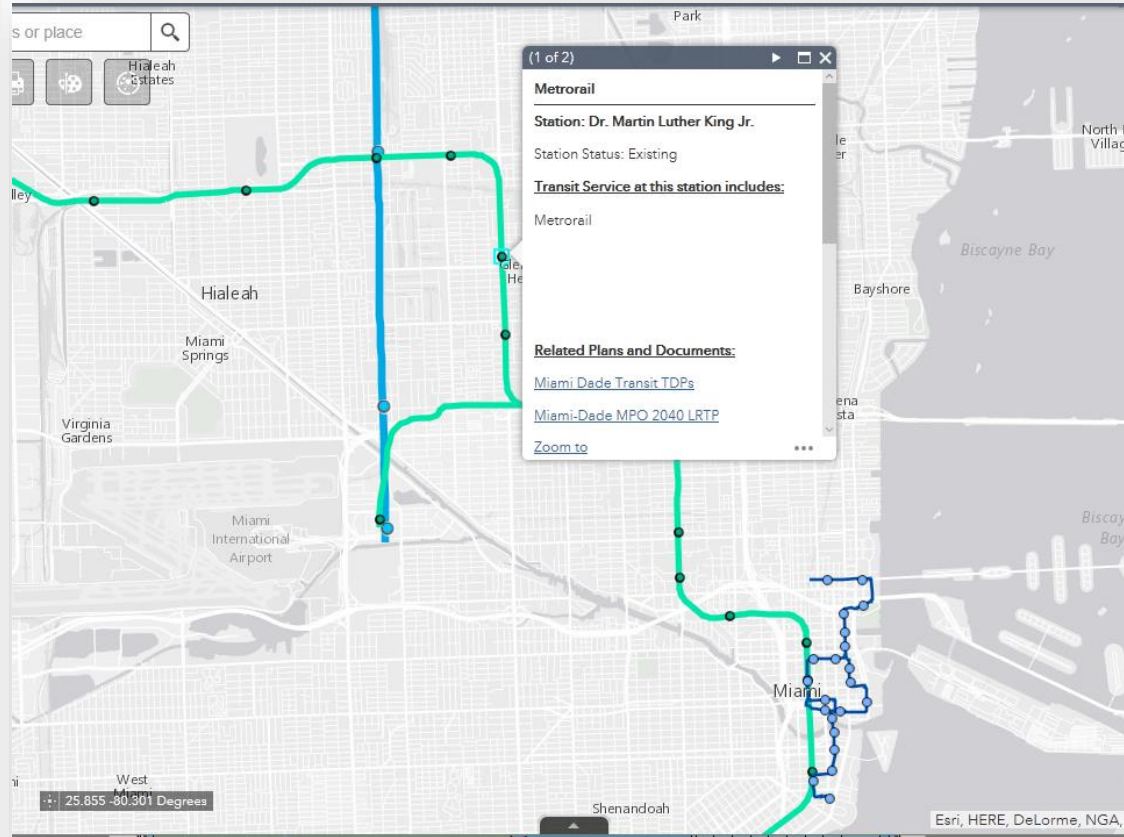 s or place
Park
Hialeah
Estates
(1 of 2)
Metrorail
Station: Dr. Martin Luther King Jr.
Station Status: Existing
Transit Service at this station includes:
Metrorail
Related Plans and Documents:
Miami Dade Transit TDPs
Miami-Dade MPO 2040 LRTP
Zoom to
North
Villag
Biscayne Bay
Bayshore
Hialeah
Miami
Springs
Virginia
Gardens
Miami
International
Airport
Biscay
Bay
Miami
West
Miami
25.855 -80.301 Degrees
Shenandoah
Esri, HERE, DeLorme, NGA,